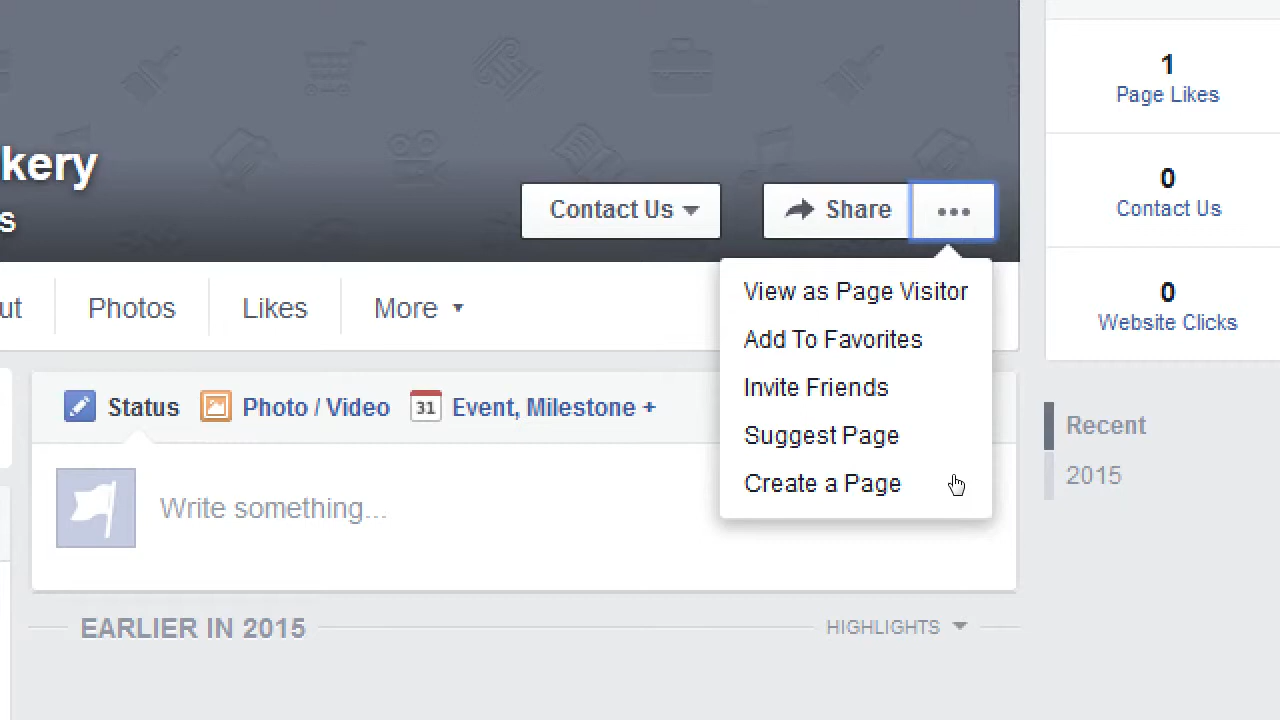 1
Page Likes
kery
s
0
Contact Us
Contact Us
Share
View as Page Visitor
Add To Favorites
Invite Friends
Suggest Page
Create a Page
0
Website Clicks
ut
Photos
Likes
More
Status
Photo / Video
31
Event, Milestone +
Write something...
Recent
2015
EARLIER IN 2015
HIGHLIGHTS